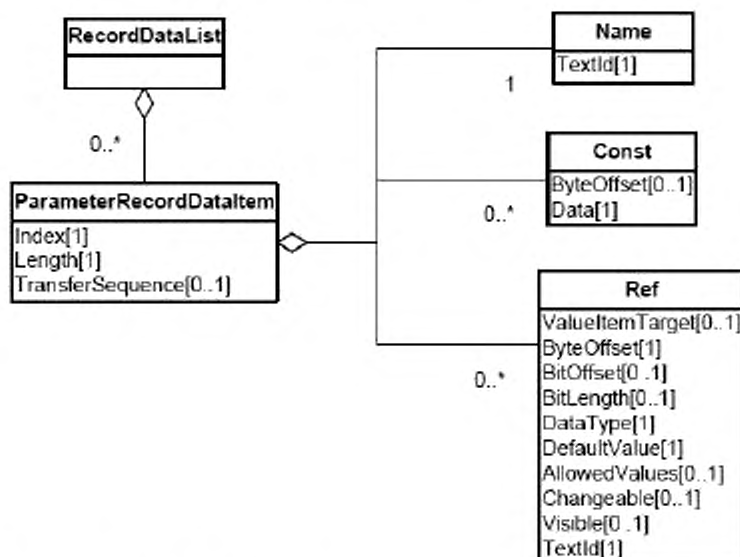 RecordDataList
0..*
ParameterRecordDataItem
Index[1]
Length[1]
TransferSequence[0..1]
Name
TextId[1]
1
Const
ByteOffset[0..1]
Data[1]
0..*
Ref
ValueItemTarget[0..1]
ByteOffset[1]
BitOffset[0..1]
BitLength[0..1]
DataType[1]
DefaultValue[1]
AllowedValues[0..1]
Changeable[0..1]
Visible[0..1]
TextId[1]
0..*